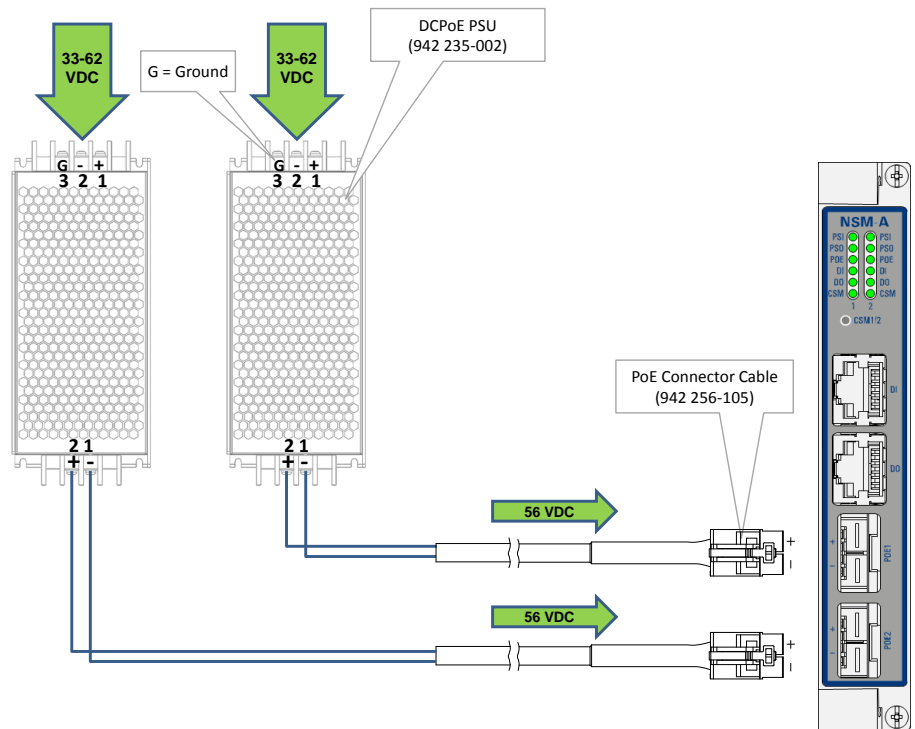 33-62
VDC
G = Ground
33-62
VDC
DCPoE PSU
(942 235-002)
G - +
3 2 1
G - +
3 2 1
NSM-A
PSI PSI
PSO PSO
POE POE
DI DI
DO DO
CSM CSM
1 2
CSM1/2
PoE Connector Cable
(942 256-105)
DI
DO
2 1
+ -
2 1
+ -
56 VDC
+
-
+
-
POE1
56 VDC
+
-
+
-
POE2